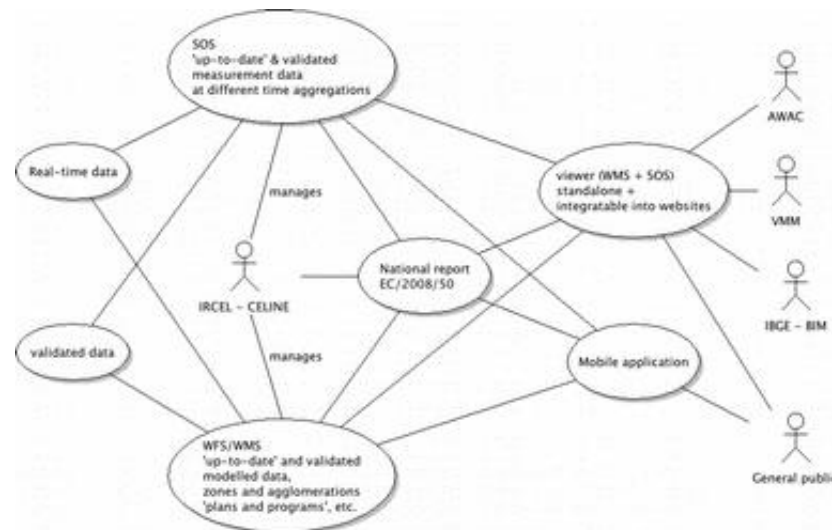 SOS
'up-to-date' & validated
measurement data
at different time aggregations
AWAC
Real-time data
viewer (WMS + SOS)
standalone +
integratable into websites
manages
VMM
National report
EC/2008/50
IRCEL - CELINE
IBGE - BIM
validated data
manages
Mobile application
WFS/WMS
'up-to-date' and validated
modelled data,
zones and agglomerations
'plans and programs', etc.
General public